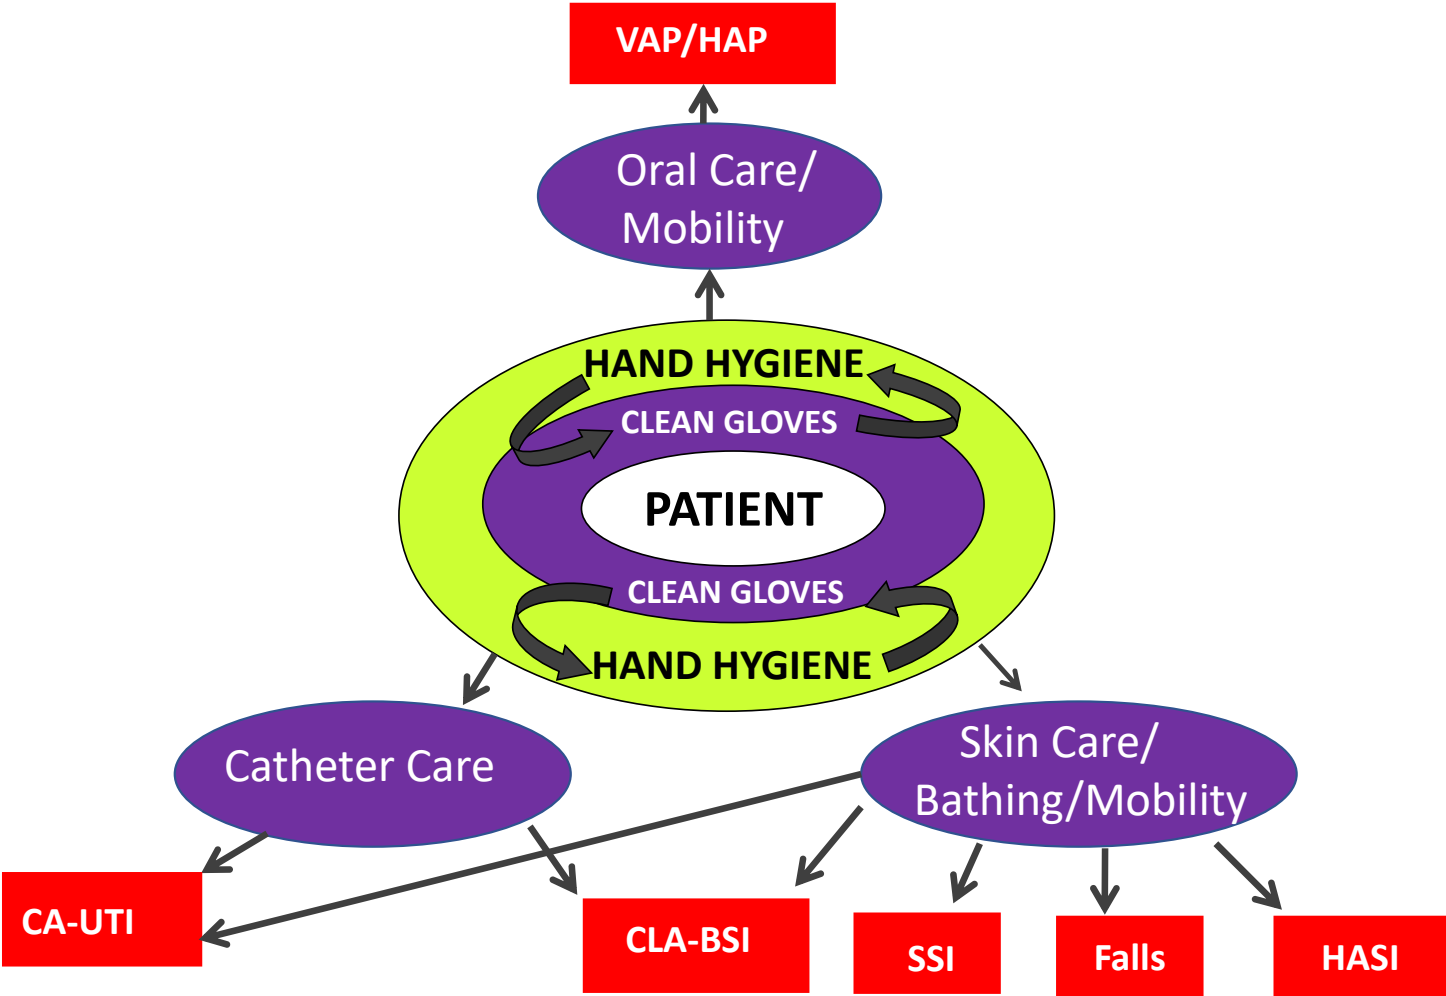 VAP/HAP
Oral Care/
Mobility
HAND HYGIENE
CLEAN GLOVES
PATIENT
CLEAN GLOVES
HAND HYGIENE
Catheter Care
Skin Care/
Bathing/Mobility
CA-UTI
CLA-BSI
SSI
Falls
HASI